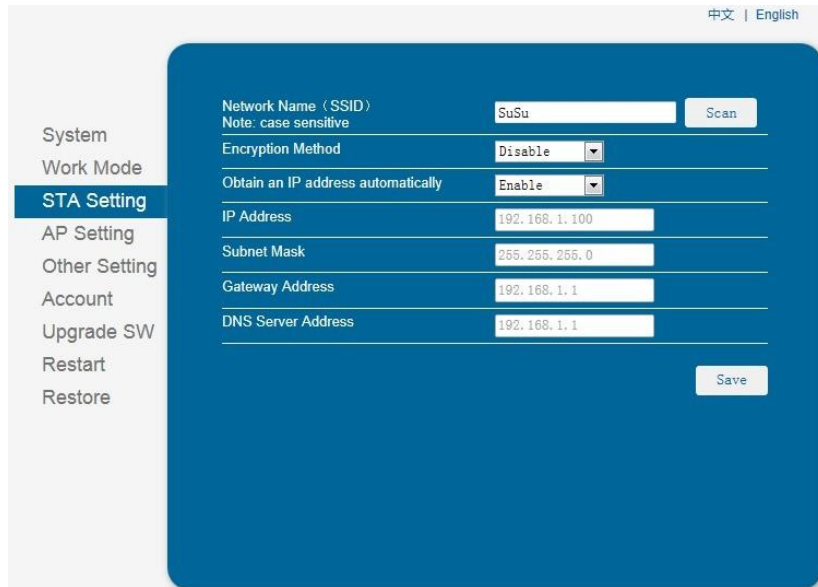 中文 | English
System
Work Mode
STA Setting
AP Setting
Other Setting
Account
Upgrade SW
Restart
Restore
Network Name（SSID）
Note: case sensitive
SuSu
Scan
Encryption Method
Disable
Obtain an IP address automatically
Enable
IP Address
192.168.1.100
Subnet Mask
255.255.255.0
Gateway Address
192.168.1.1
DNS Server Address
192.168.1.1
Save